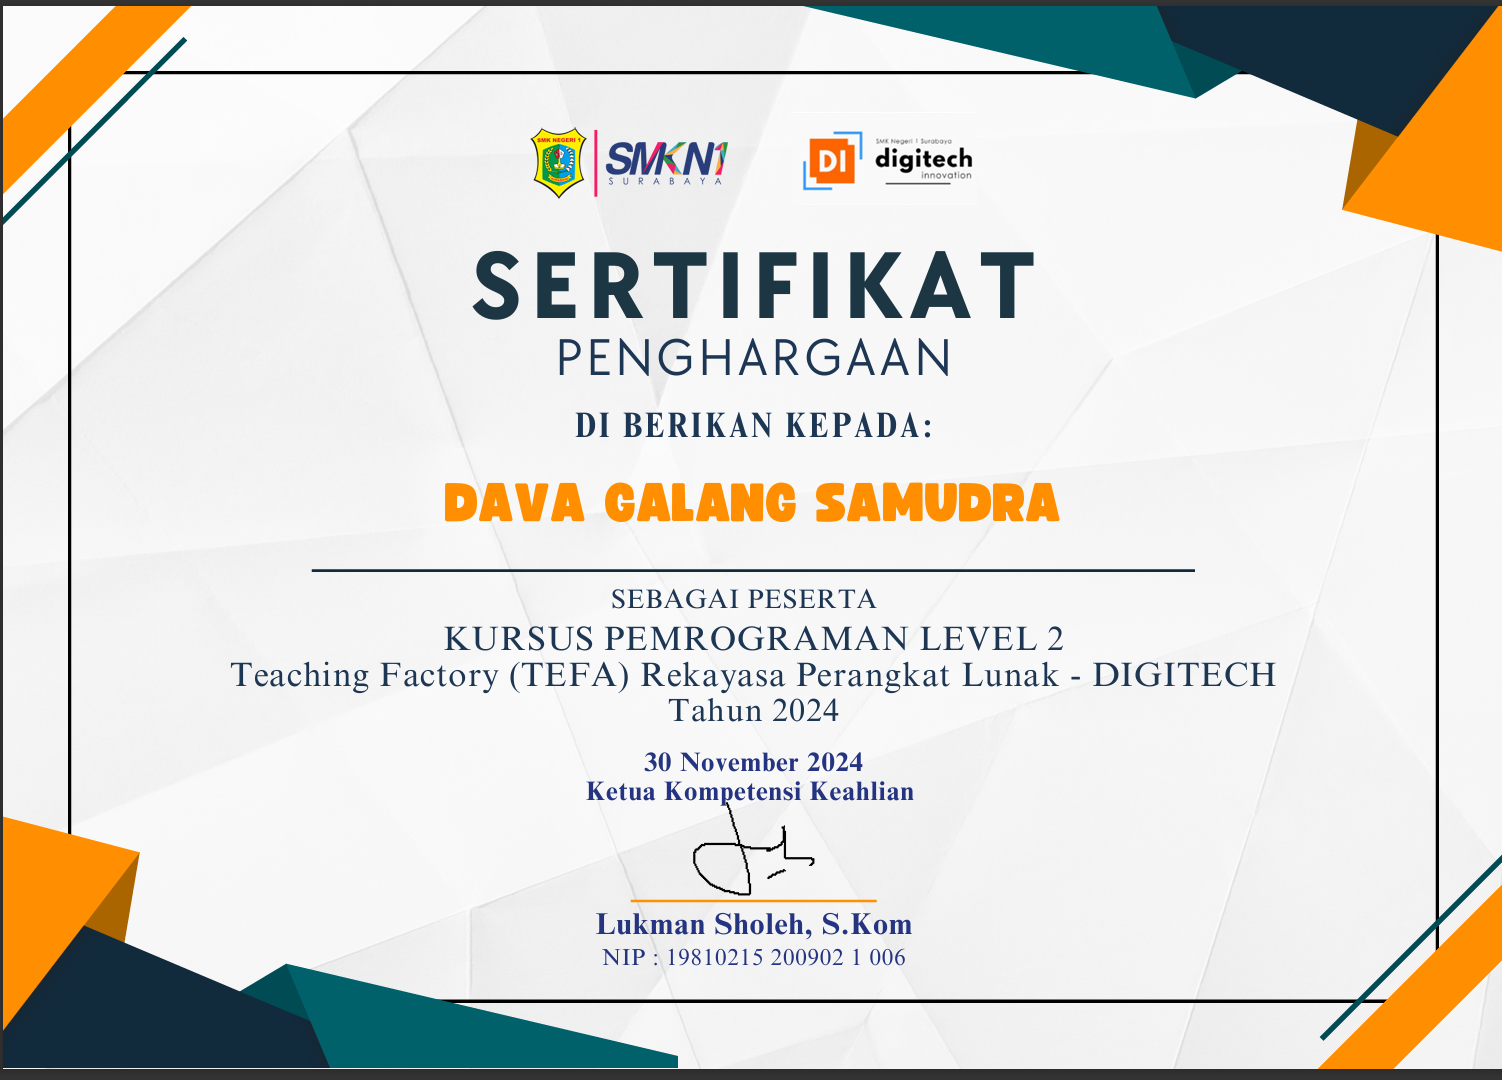 SMK NEGERI 1
SMKN1
SURABAYA
DI
SMK Negeri 1 Surabaya
digitech
innovation
SERTIFIKAT
PENGHARGAAN
DI BERIKAN KEPADA:
DAVA GALANG SAMUDRA
SEBAGAI PESERTA
KURSUS PEMROGRAMAN LEVEL 2
Teaching Factory (TEFA) Rekayasa Perangkat Lunak - DIGITECH
Tahun 2024
30 November 2024
Ketua Kompetensi Keahlian
Lukman Sholeh, S.Kom
NIP : 19810215 200902 1 006